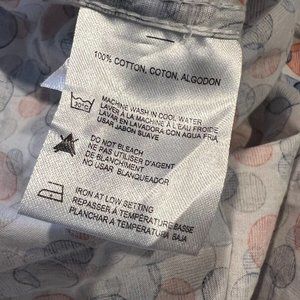 100% COTTON, COTON, ALGODON
30°C
MACHINE WASH IN COOL WATER
LAVER À LA MACHINE À L'EAU FROIDE
LAVAR EN LAVADORA CON AGUA FRIA,
USAR JABON SUAVE
DO NOT BLEACH
NE PAS UTILISER D'AGENT
DE BLANCHIMENT
NO USAR BLANQUEADOR
IRON AT LOW SETTING
REPASSER À TEMPÉRATURE BASSE
PLANCHAR A TEMPERATURA BAJA